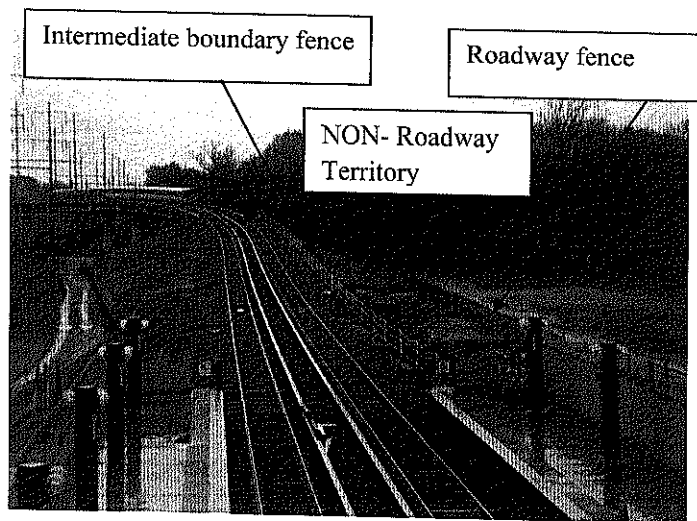 Intermediate boundary fence
Roadway fence
NON- Roadway
Territory